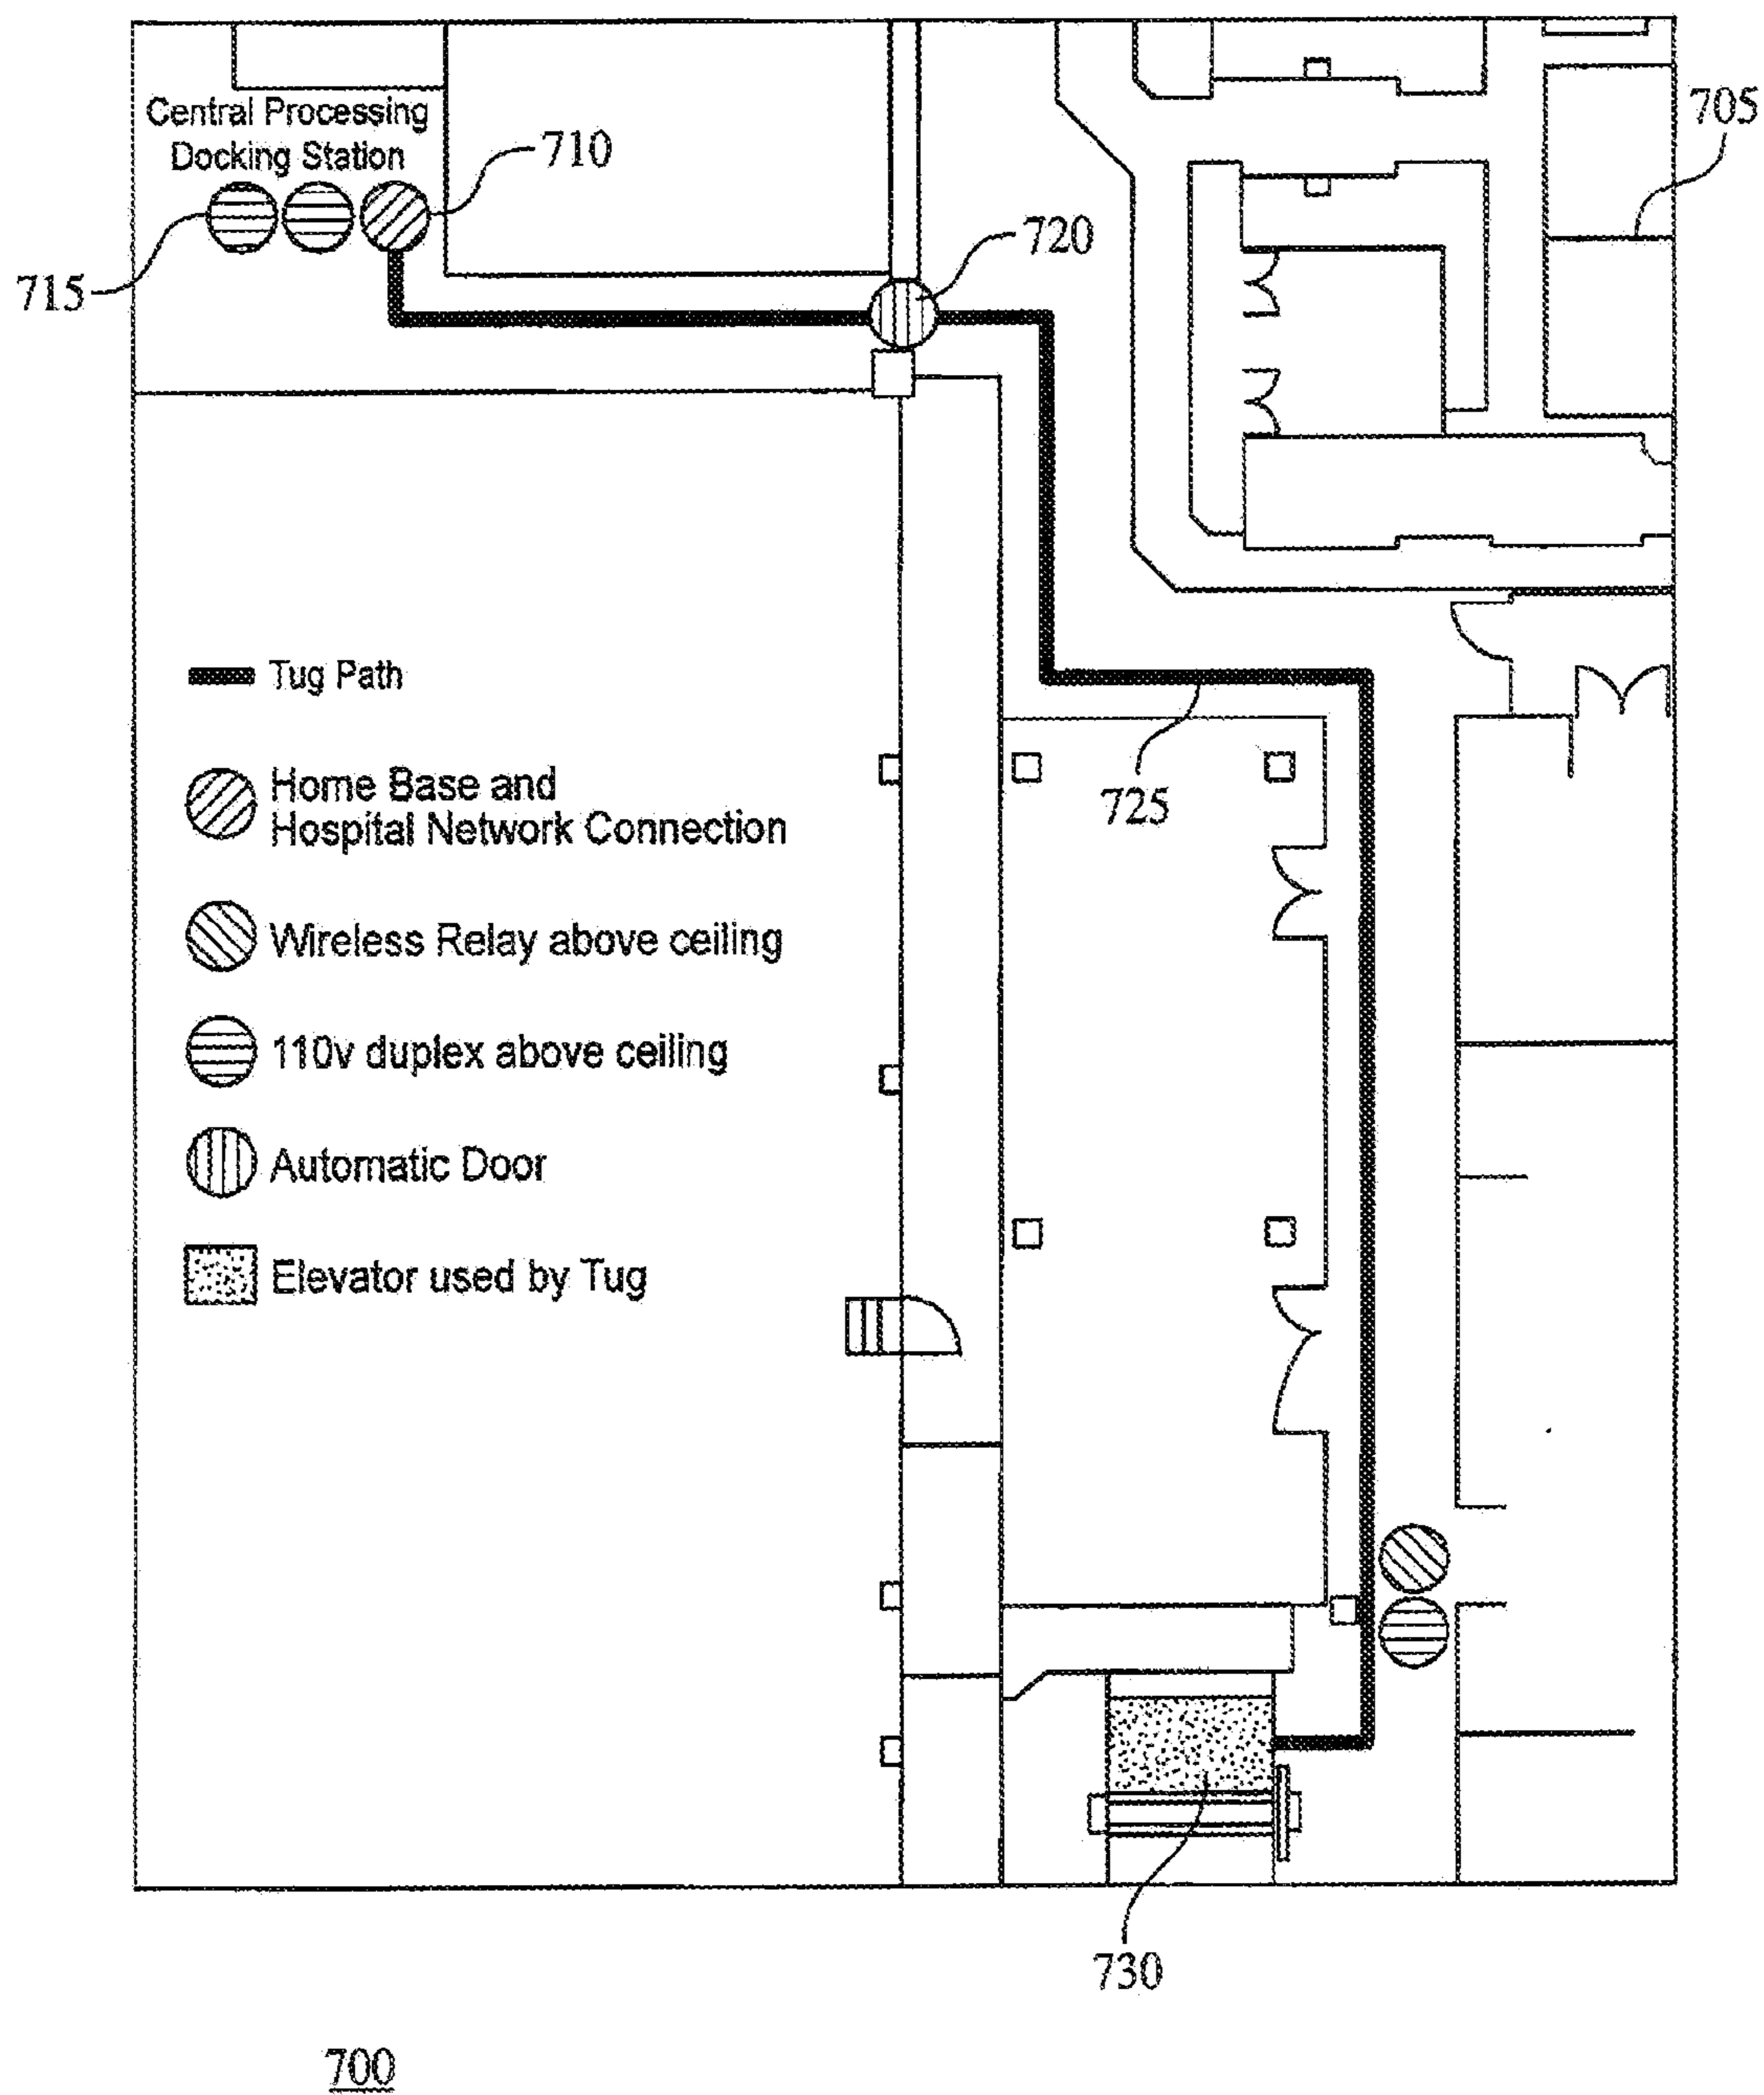 705
Central Processing
Docking Station
710
720
715
Tug Path
Home Base and
Hospital Network Connection
725
Wireless Relay above ceiling
110v duplex above ceiling
Automatic Door
Elevator used by Tug
730
700